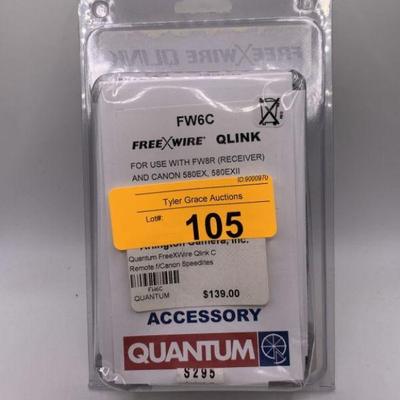 FREEXWIRE QLINK
FW6C
FREEXWIRE® QLINK
FOR USE WITH FW8R (RECEIVER)
AND CANON 580EX, 580EXII
ID:9000970
Tyler Grace Auctions
Lot#:
105
Arlington Camera, Inc.
Quantum FreeXWire Qlink C
Remote f/Canon Speedlites
FW6C
QUANTUM
$139.00
ACCESSORY
QUANTUM
$295